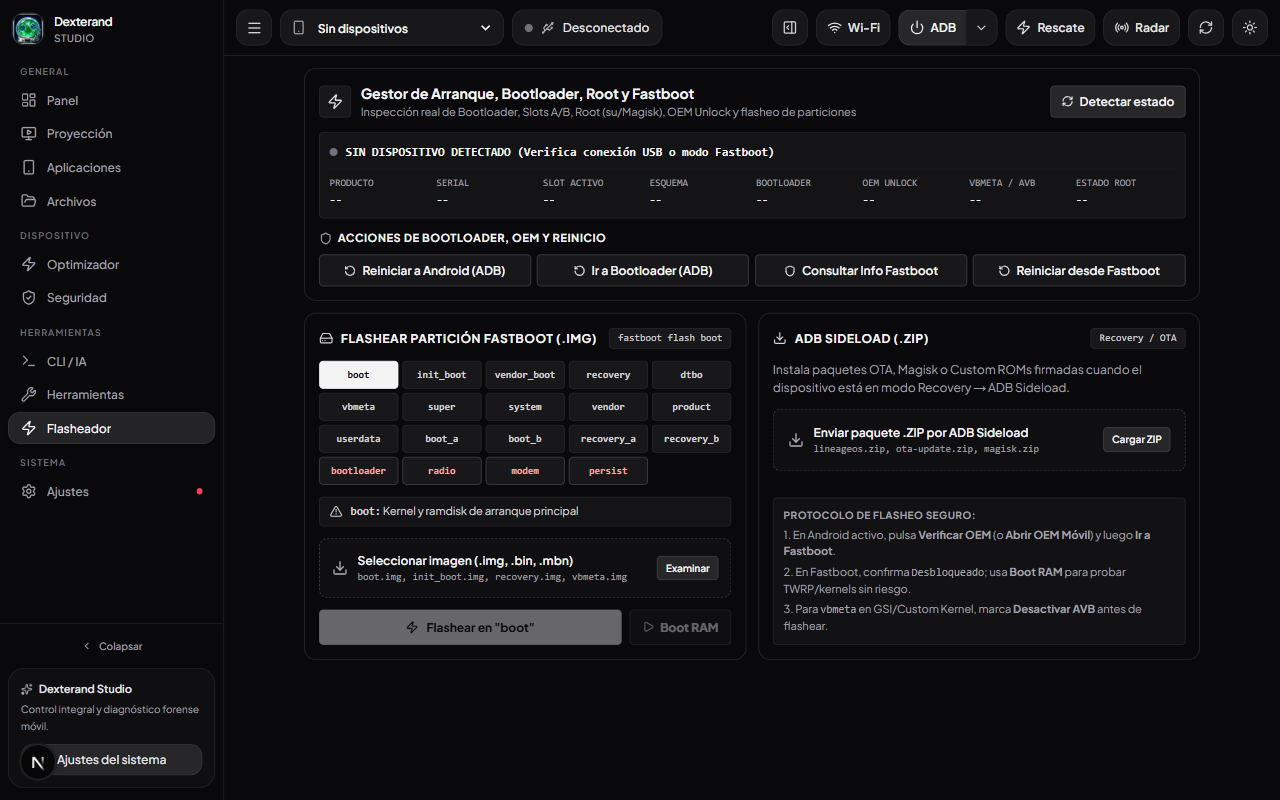 Dexterand
STUDIO
GENERAL
Panel
Proyección
Aplicaciones
Archivos
DISPOSITIVO
Optimizador
Seguridad
HERRAMIENTAS
CLI / IA
Herramientas
Flasheador
SISTEMA
Ajustes
Colapsar
Dexterand Studio
Control integral y diagnóstico forense
móvil.
N
Ajustes del sistema
Sin dispositivos
Desconectado
Wi-Fi
ADB
Rescate
Radar
Gestor de Arranque, Bootloader, Root y Fastboot
Inspección real de Bootloader, Slots A/B, Root (su/Magisk), OEM Unlock y flasheo de particiones
Detectar estado
SIN DISPOSITIVO DETECTADO (Verifica conexión USB o modo Fastboot)
PRODUCTO SERIAL SLOT ACTIVO ESQUEMA BOOTLOADER OEM UNLOCK VBMETA / AVB ESTADO ROOT
-- -- -- -- -- -- -- --
ACCIONES DE BOOTLOADER, OEM Y REINICIO
Reiniciar a Android (ADB) Ir a Bootloader (ADB) Consultar Info Fastboot Reiniciar desde Fastboot
FLASHEAR PARTICIÓN FASTBOOT (.IMG) fastboot flash boot
boot init_boot vendor_boot recovery dtbo
vbmeta super system vendor product
userdata boot_a boot_b recovery_a recovery_b
bootloader radio modem persist
boot: Kernel y ramdisk de arranque principal
Seleccionar imagen (.img, .bin, .mbn)
boot.img, init_boot.img, recovery.img, vbmeta.img
Examinar
Flashear en "boot"
Boot RAM
ADB SIDELOAD (.ZIP) Recovery / OTA
Instala paquetes OTA, Magisk o Custom ROMs firmadas cuando el
dispositivo está en modo Recovery → ADB Sideload.
Enviar paquete .ZIP por ADB Sideload
lineageos.zip, ota-update.zip, magisk.zip
Cargar ZIP
PROTOCOLO DE FLASHEO SEGURO:
1. En Android activo, pulsa Verificar OEM (o Abrir OEM Móvil) y luego Ir a
Fastboot.
2. En Fastboot, confirma Desbloqueado; usa Boot RAM para probar
TWRP/kernels sin riesgo.
3. Para vbmeta en GSI/Custom Kernel, marca Desactivar AVB antes de
flashear.